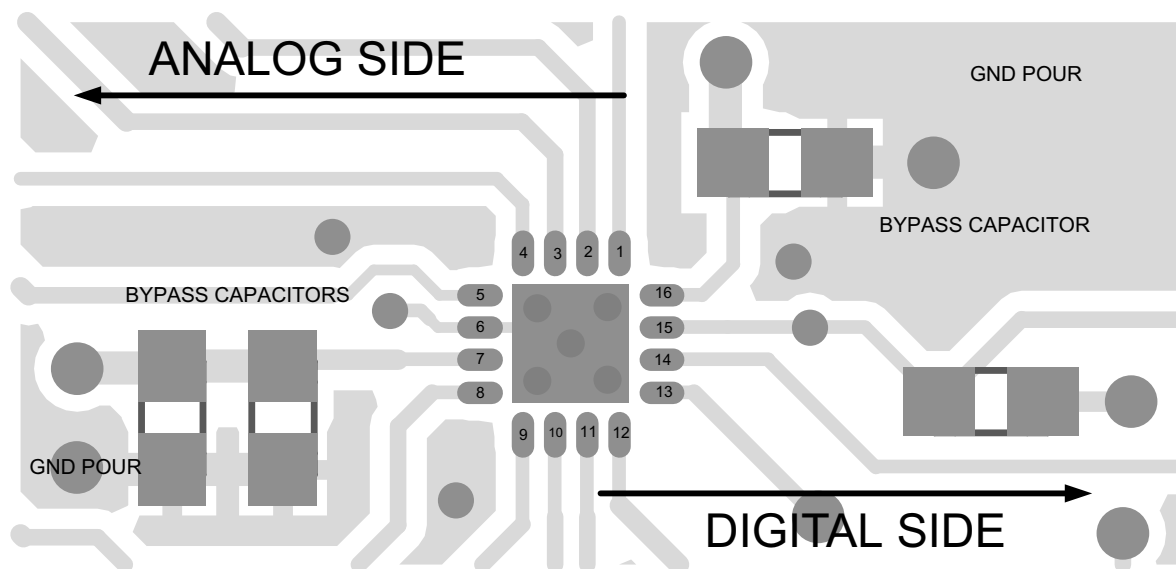 ANALOG SIDE
GND POUR
BYPASS CAPACITOR
4 3 2 1
BYPASS CAPACITORS
5
6
7
8
16
15
14
13
9 10 11 12
GND POUR
DIGITAL SIDE